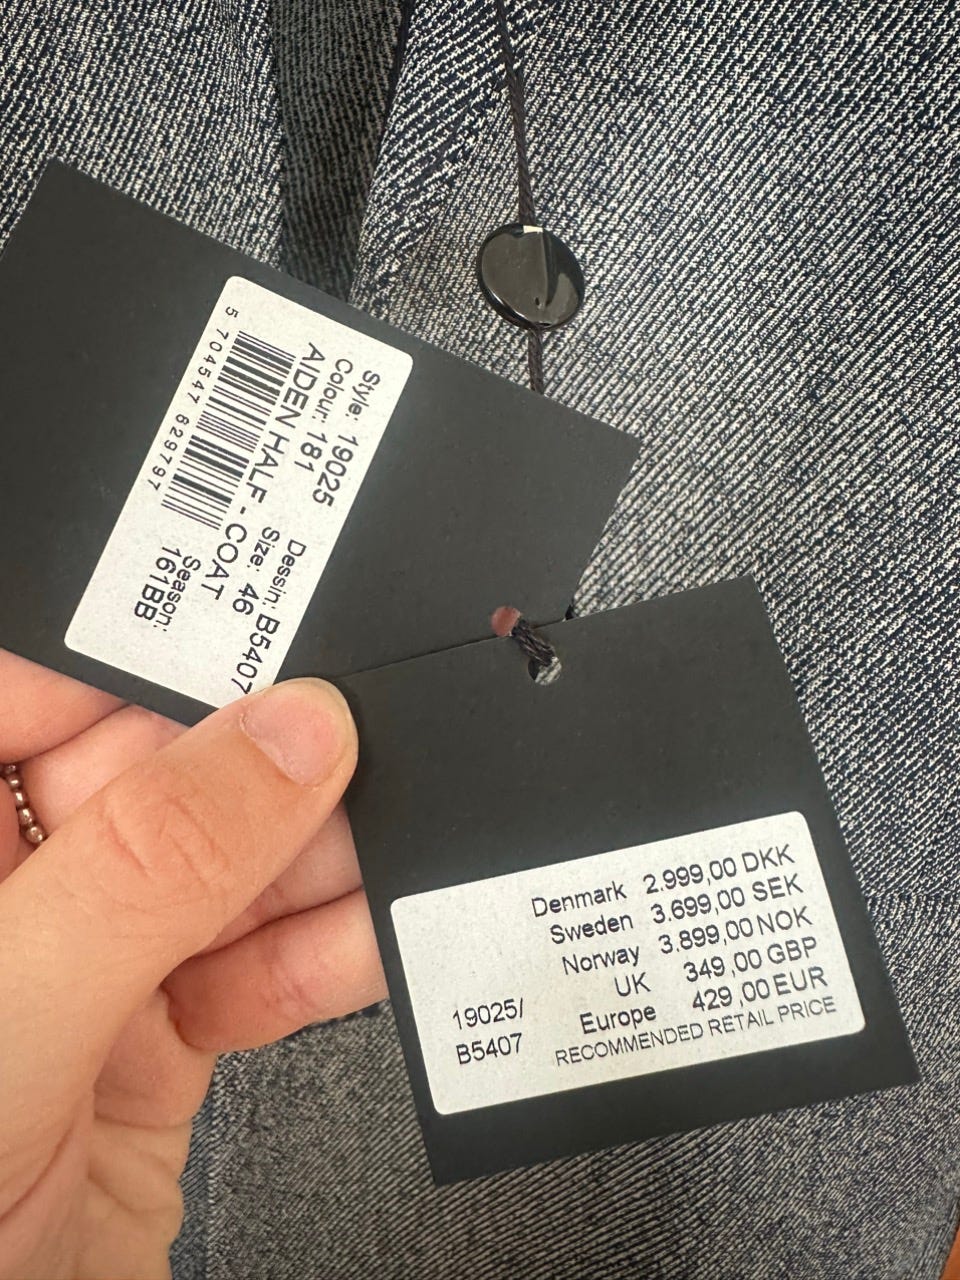 Style: 19025 Dessin: B5407
Colour: 181 Size: 46
AIDEN HALF - COAT
5 704547 629797
Season:
161BB
Denmark 2.999,00 DKK
Sweden 3.699,00 SEK
Norway 3.899,00 NOK
UK 349 ,00 GBP
19025/ Europe 429 ,00 EUR
B5407 RECOMMENDED RETAIL PRICE